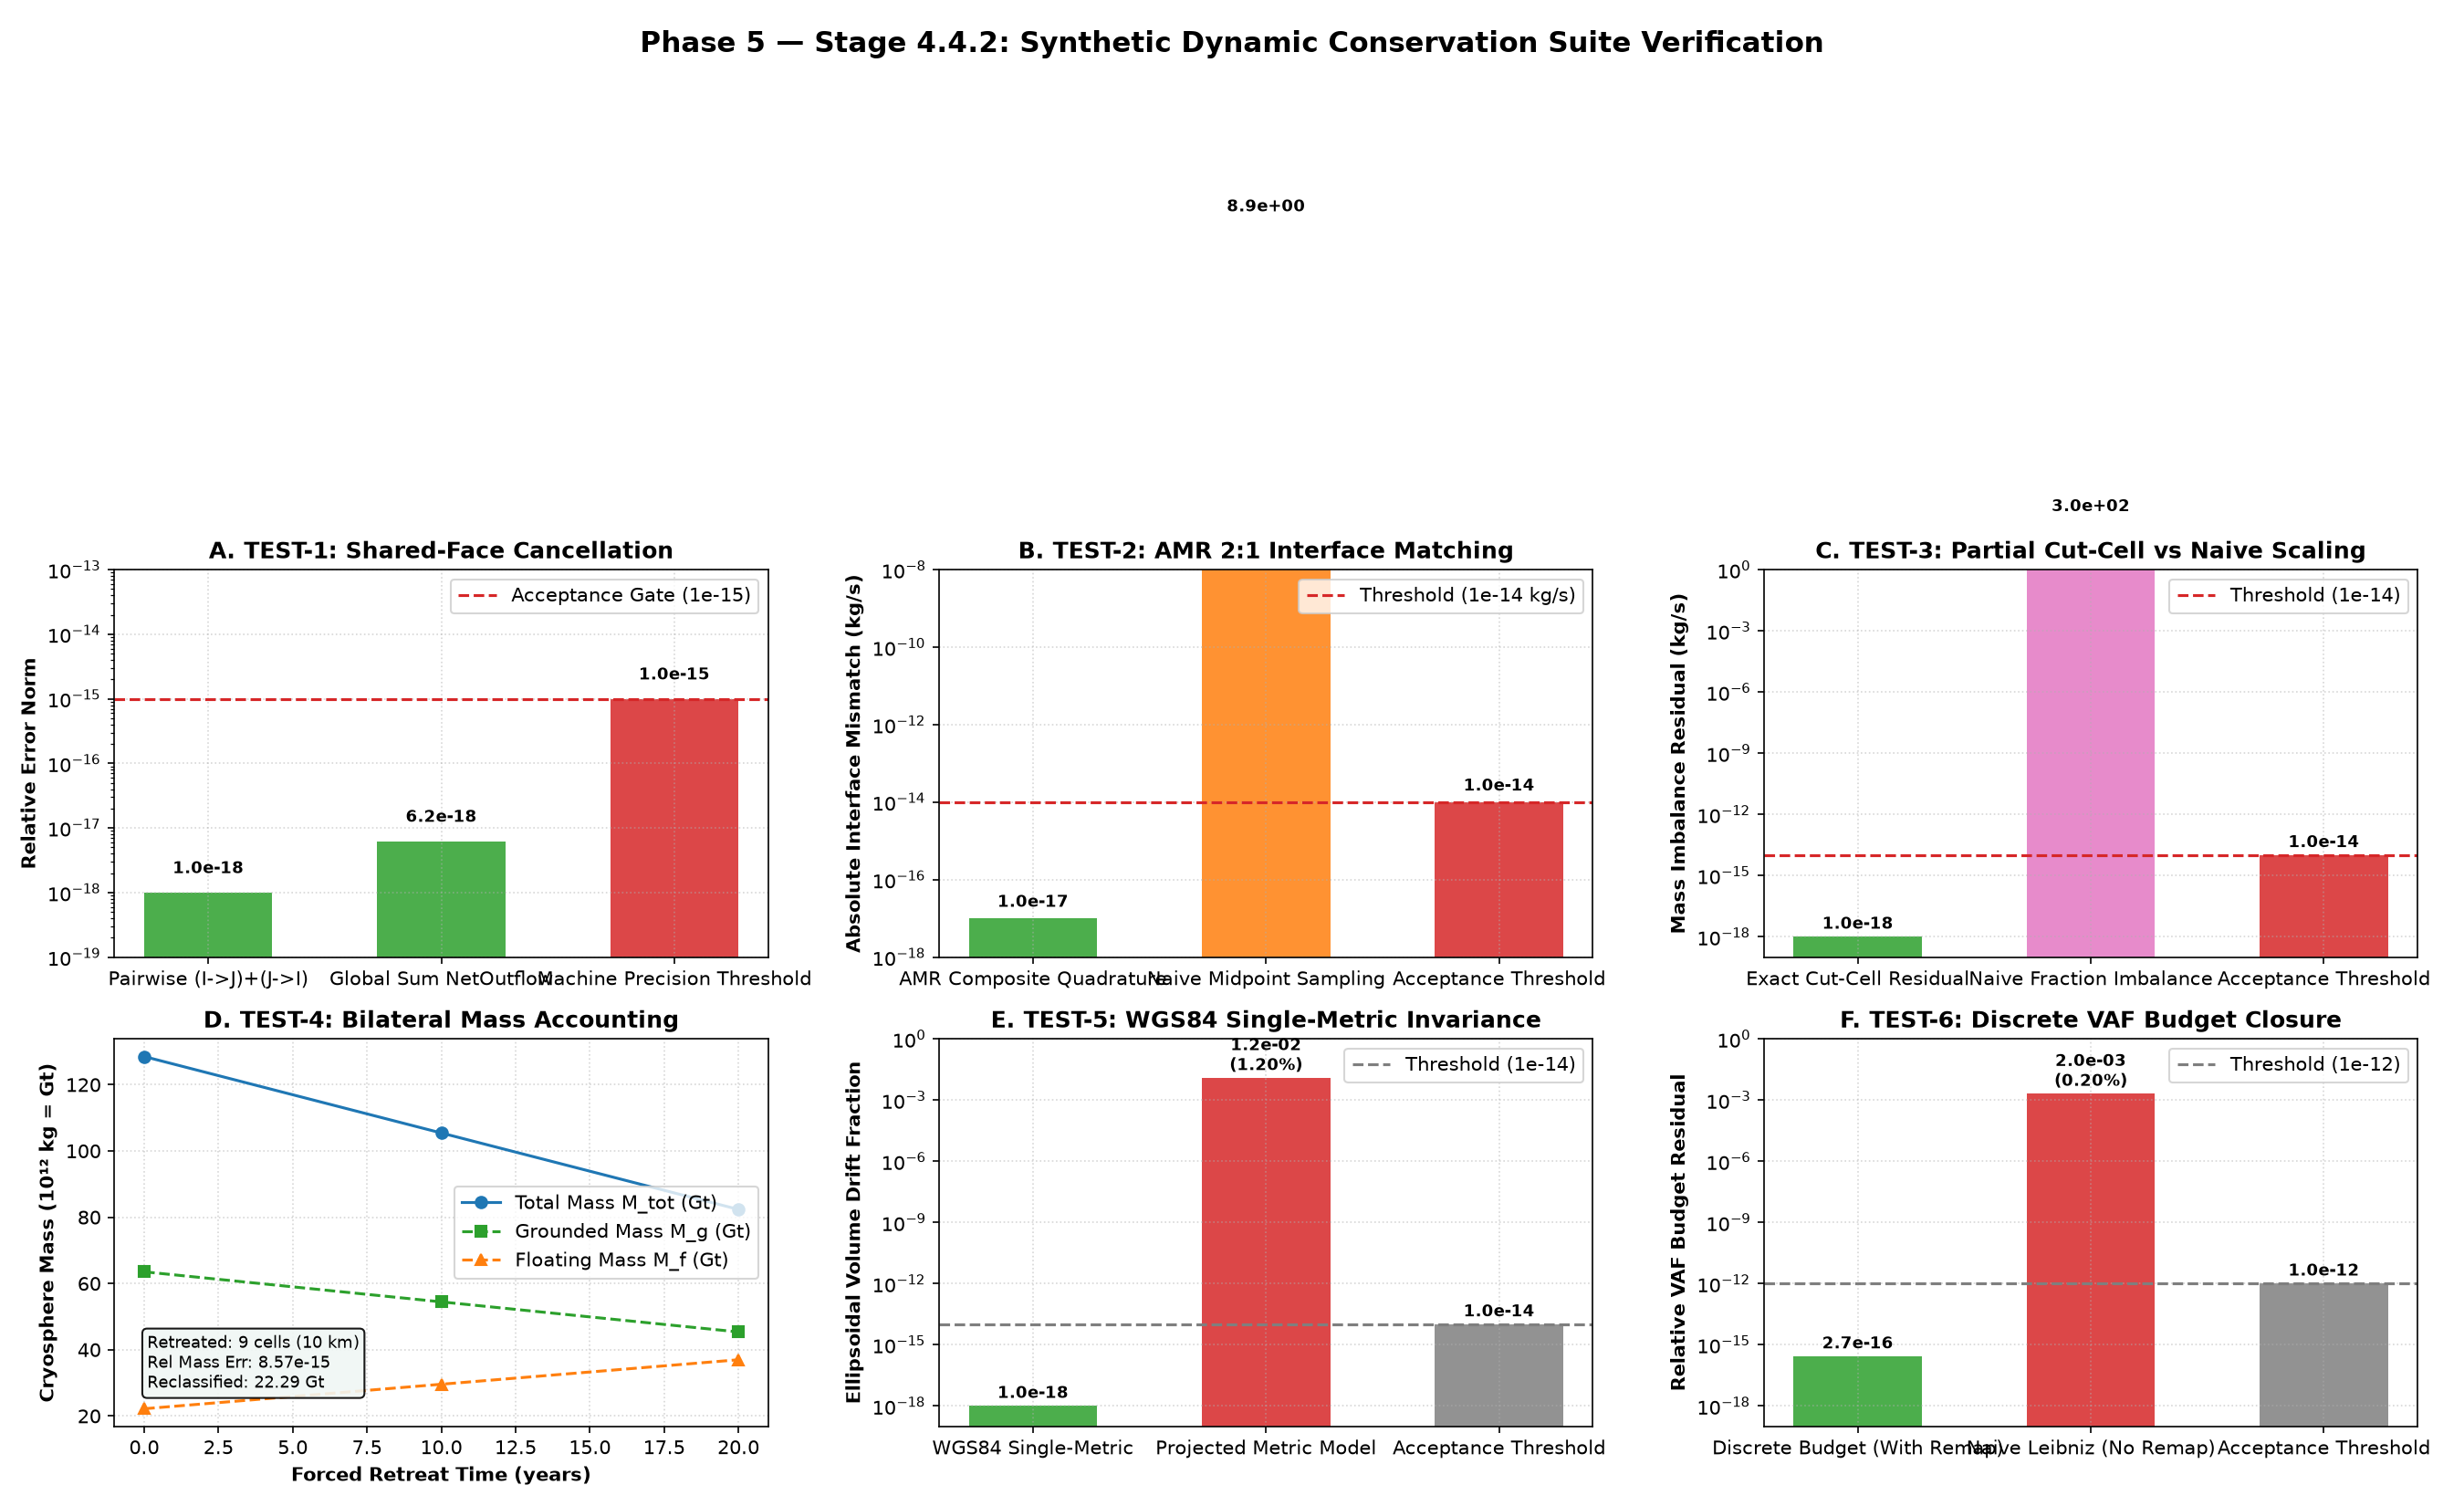 Phase 5 — Stage 4.4.2: Synthetic Dynamic Conservation Suite Verification
8.9e+00
3.0e+02
A. TEST-1: Shared-Face Cancellation
Relative Error Norm
10⁻¹³
10⁻¹⁴
10⁻¹⁵
10⁻¹⁶
10⁻¹⁷
10⁻¹⁸
10⁻¹⁹
Acceptance Gate (1e-15)
1.0e-18
6.2e-18
1.0e-15
Pairwise (I->J)+(J->I)
Global Sum NetOutflow
Machine Precision Threshold
B. TEST-2: AMR 2:1 Interface Matching
Absolute Interface Mismatch (kg/s)
10⁻⁸
10⁻¹⁰
10⁻¹²
10⁻¹⁴
10⁻¹⁶
10⁻¹⁸
Threshold (1e-14 kg/s)
1.0e-17
1.0e-14
AMR Composite Quadrature
Naive Midpoint Sampling
Acceptance Threshold
C. TEST-3: Partial Cut-Cell vs Naive Scaling
Mass Imbalance Residual (kg/s)
10⁰
10⁻³
10⁻⁶
10⁻⁹
10⁻¹²
10⁻¹⁵
10⁻¹⁸
Threshold (1e-14)
1.0e-18
1.0e-14
Exact Cut-Cell Residual
Naive Fraction Imbalance
Acceptance Threshold
D. TEST-4: Bilateral Mass Accounting
Cryosphere Mass (10¹² kg = Gt)
120
100
80
60
40
20
Total Mass M_tot (Gt)
Grounded Mass M_g (Gt)
Floating Mass M_f (Gt)
Retreated: 9 cells (10 km)
Rel Mass Err: 8.57e-15
Reclassified: 22.29 Gt
0.0 2.5 5.0 7.5 10.0 12.5 15.0 17.5 20.0
Forced Retreat Time (years)
E. TEST-5: WGS84 Single-Metric Invariance
Ellipsoidal Volume Drift Fraction
10⁰
10⁻³
10⁻⁶
10⁻⁹
10⁻¹²
10⁻¹⁵
10⁻¹⁸
Threshold (1e-14)
1.0e-18
1.2e-02
(1.20%)
1.0e-14
WGS84 Single-Metric
Projected Metric Model
Acceptance Threshold
F. TEST-6: Discrete VAF Budget Closure
Relative VAF Budget Residual
10⁰
10⁻³
10⁻⁶
10⁻⁹
10⁻¹²
10⁻¹⁵
10⁻¹⁸
Threshold (1e-12)
2.7e-16
2.0e-03
(0.20%)
1.0e-12
Discrete Budget (With Remap)
Naive Leibniz (No Remap)
Acceptance Threshold